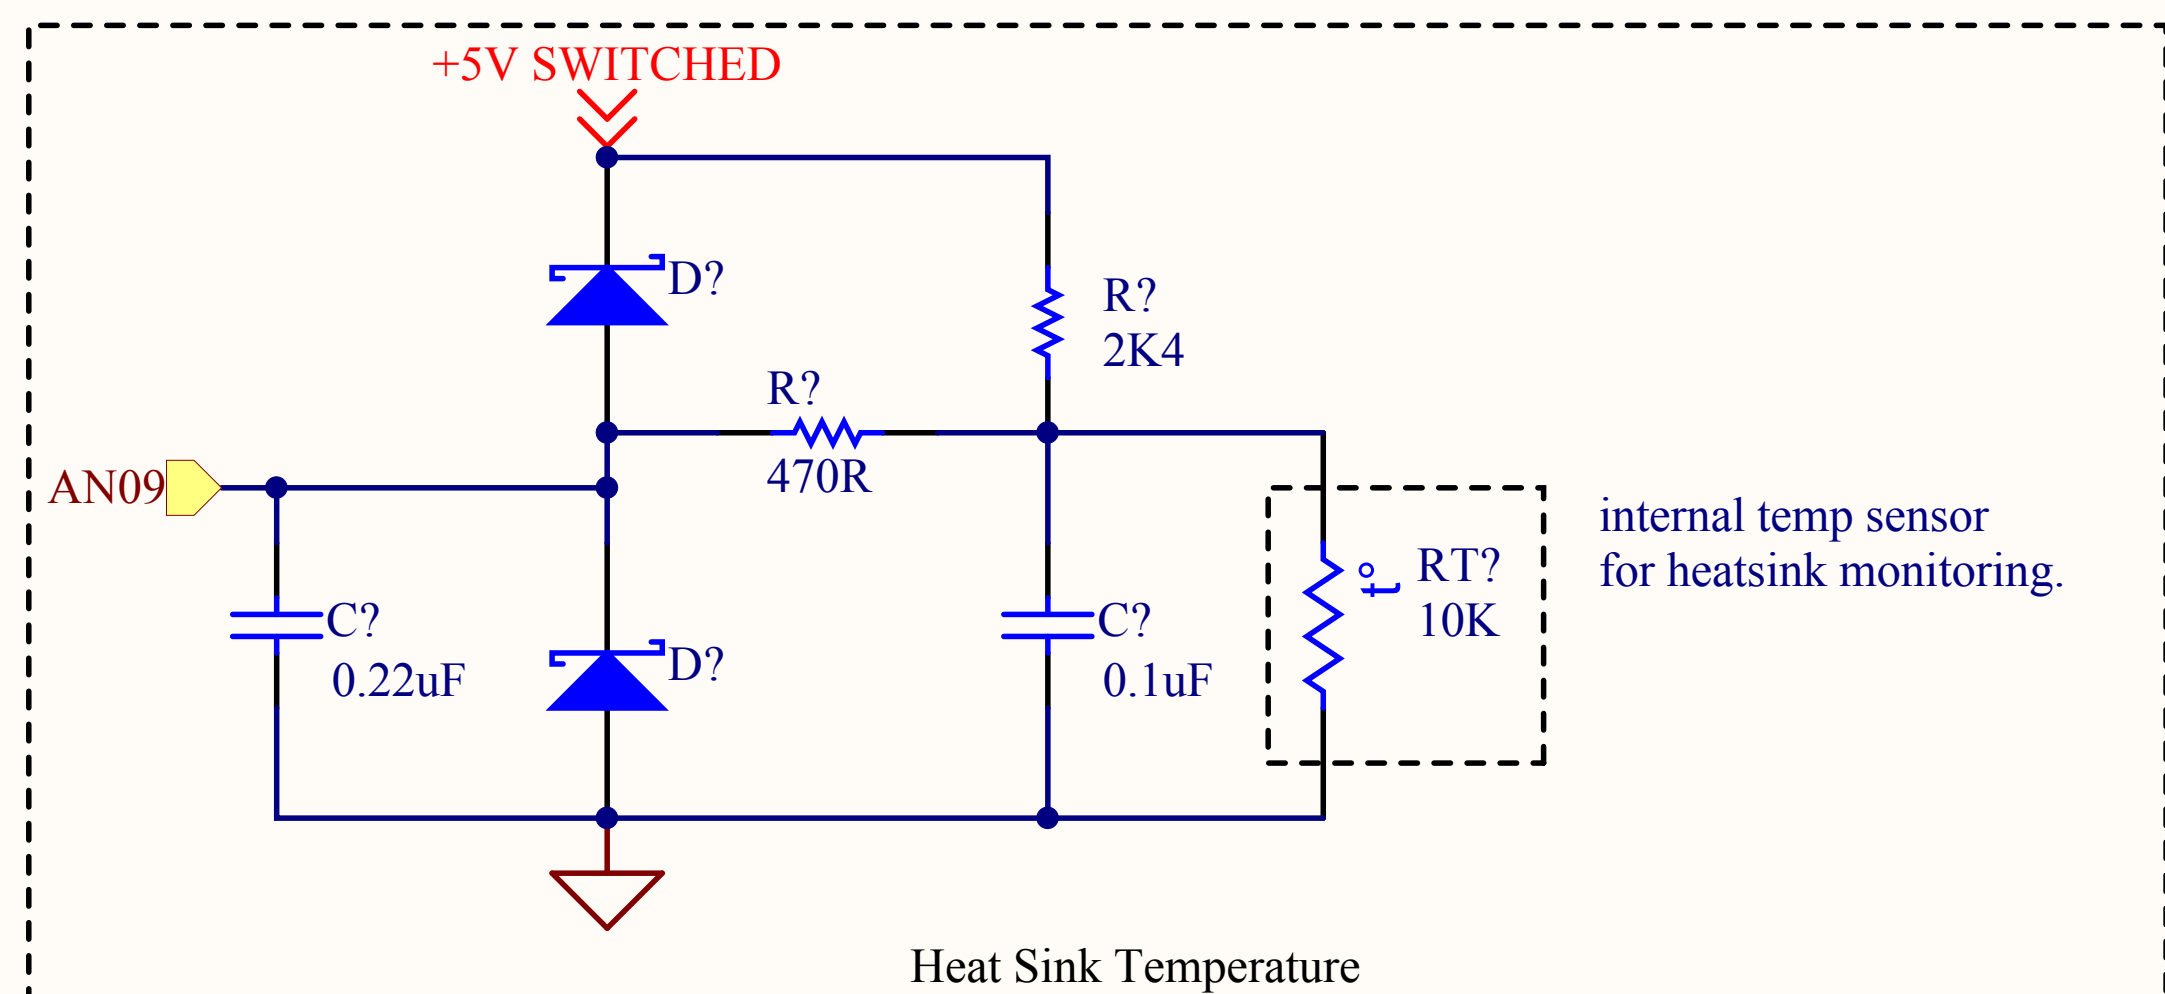 +5V SWITCHED
D?
R?
2K4
R?
470R
AN09
internal temp sensor
for heatsink monitoring.
t°
RT?
10K
C?
0.22uF
D?
C?
0.1uF
Heat Sink Temperature